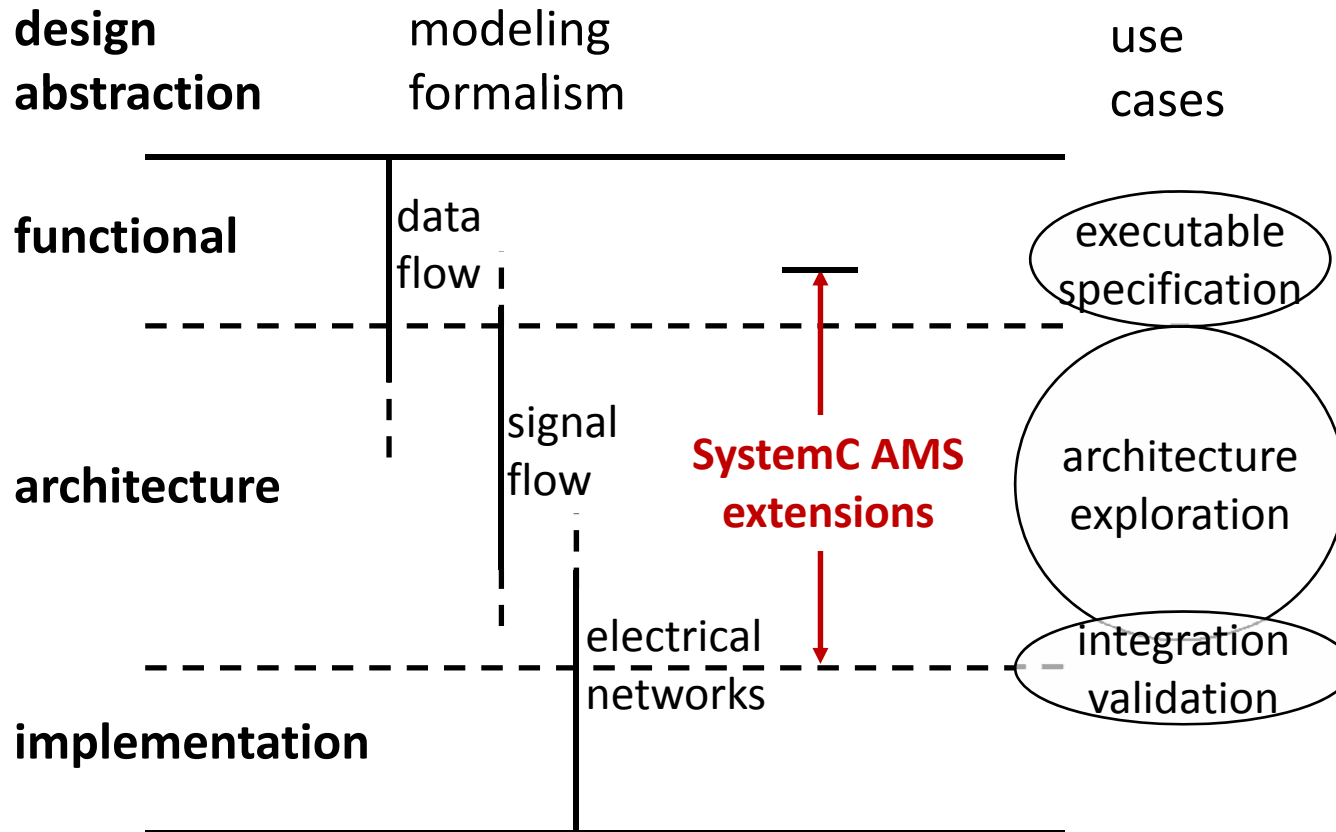 design
abstraction
modeling
formalism
use
cases
functional
data
flow
executable
specification
architecture
signal
flow
SystemC AMS
extensions
architecture
exploration
electrical
networks
integration
validation
implementation